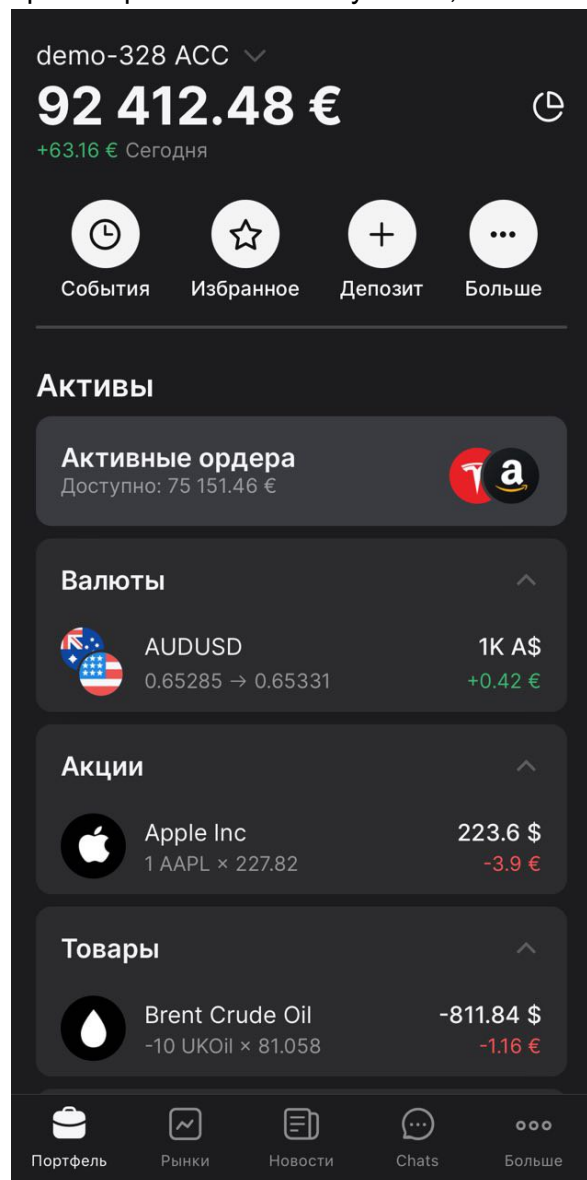 demo-328 ACC
92 412.48 €
+63.16 € Сегодня
События Избранное Депозит Больше
Активы
Активные ордера
Доступно: 75 151.46 €
Валюты
AUDUSD 1K A$
0.65285 → 0.65331 +0.42 €
Акции
Apple Inc 223.6 $
1 AAPL × 227.82 -3.9 €
Товары
Brent Crude Oil -811.84 $
-10 UKOil × 81.058 -1.16 €
Портфель Рынки Новости Chats Больше